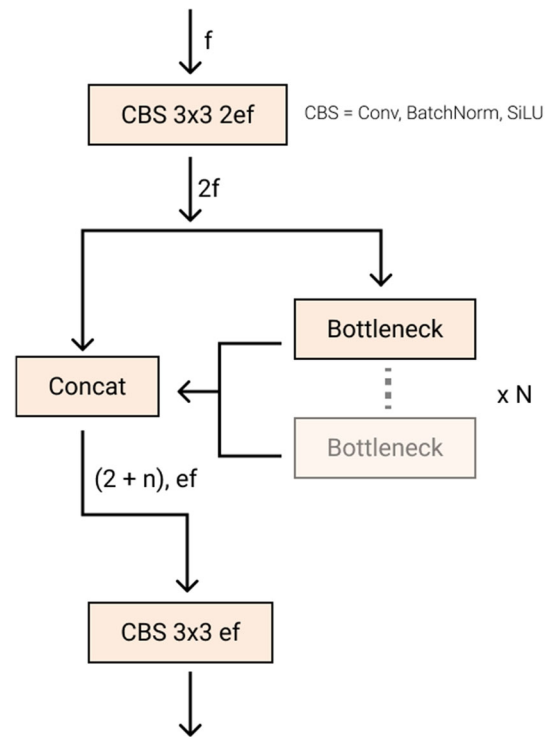 f
CBS 3x3 2ef
CBS = Conv, BatchNorm, SiLU
2f
Bottleneck
Concat
x N
Bottleneck
(2 + n), ef
CBS 3x3 ef